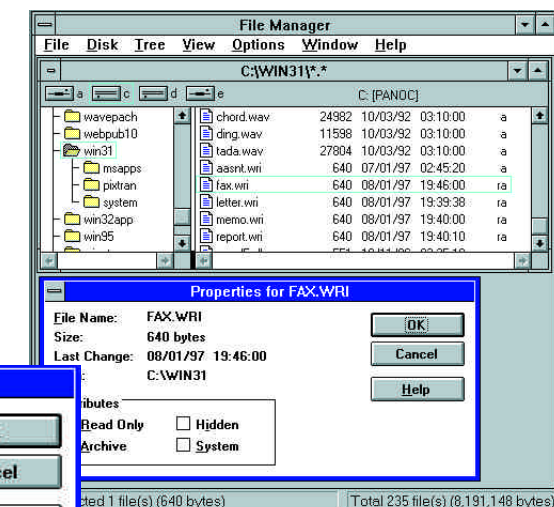 File Manager
File Disk Tree View Options Window Help
C:\WIN31\*.*
a c d e C: [PANOC]
wavepach
webpub10
win31
msapps
pixtran
system
win32app
win95
chord.wav 24982 10/03/92 03:10:00 a
ding.wav 11598 10/03/92 03:10:00 a
tada.wav 27804 10/03/92 03:10:00 a
aasnt.wri 640 07/01/97 02:45:20 a
fax.wri 640 08/01/97 19:46:00 ra
letter.wri 640 08/01/97 19:39:38 ra
memo.wri 640 08/01/97 19:40:00 ra
report.wri 640 08/01/97 19:40:10 ra
Properties for FAX.WRI
File Name: FAX.WRI
Size: 640 bytes
Last Change: 08/01/97 19:46:00
: C:\WIN31
ributes
Read Only Hidden
Archive System
OK
Cancel
Help
cel
cted 1 file(s) (640 bytes) Total 235 file(s) (8,191,148 bytes)